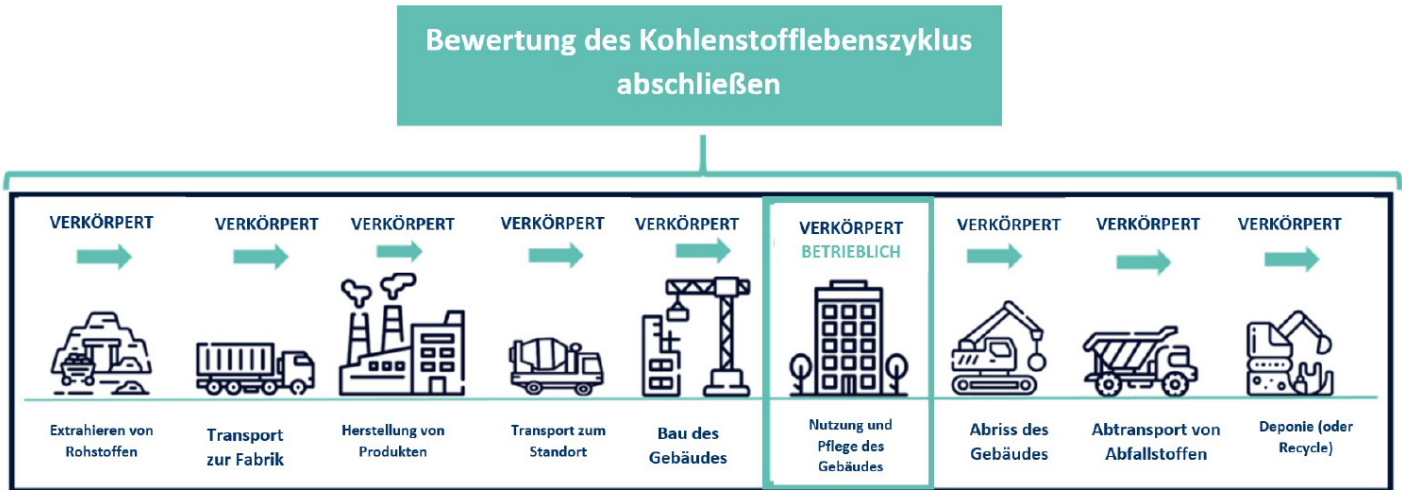 Bewertung des Kohlenstofflebenszyklus
abschließen
VERKÖRPERT
VERKÖRPERT
VERKÖRPERT
VERKÖRPERT
VERKÖRPERT
VERKÖRPERT
BETRIEBLICH
VERKÖRPERT
VERKÖRPERT
VERKÖRPERT
Extrahieren von
Rohstoffen
Transport
zur Fabrik
Herstellung von
Produkten
Transport zum
Standort
Bau des
Gebäudes
Nutzung und
Pflege des
Gebäudes
Abriss des
Gebäudes
Abtransport von
Abfallstoffen
Deponie (oder
Recycle)